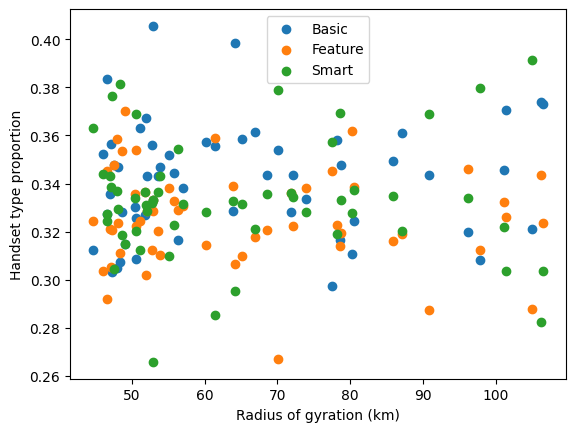 Basic
Feature
Smart
Handset type proportion
0.40
0.38
0.36
0.34
0.32
0.30
0.28
0.26
50 60 70 80 90 100
Radius of gyration (km)